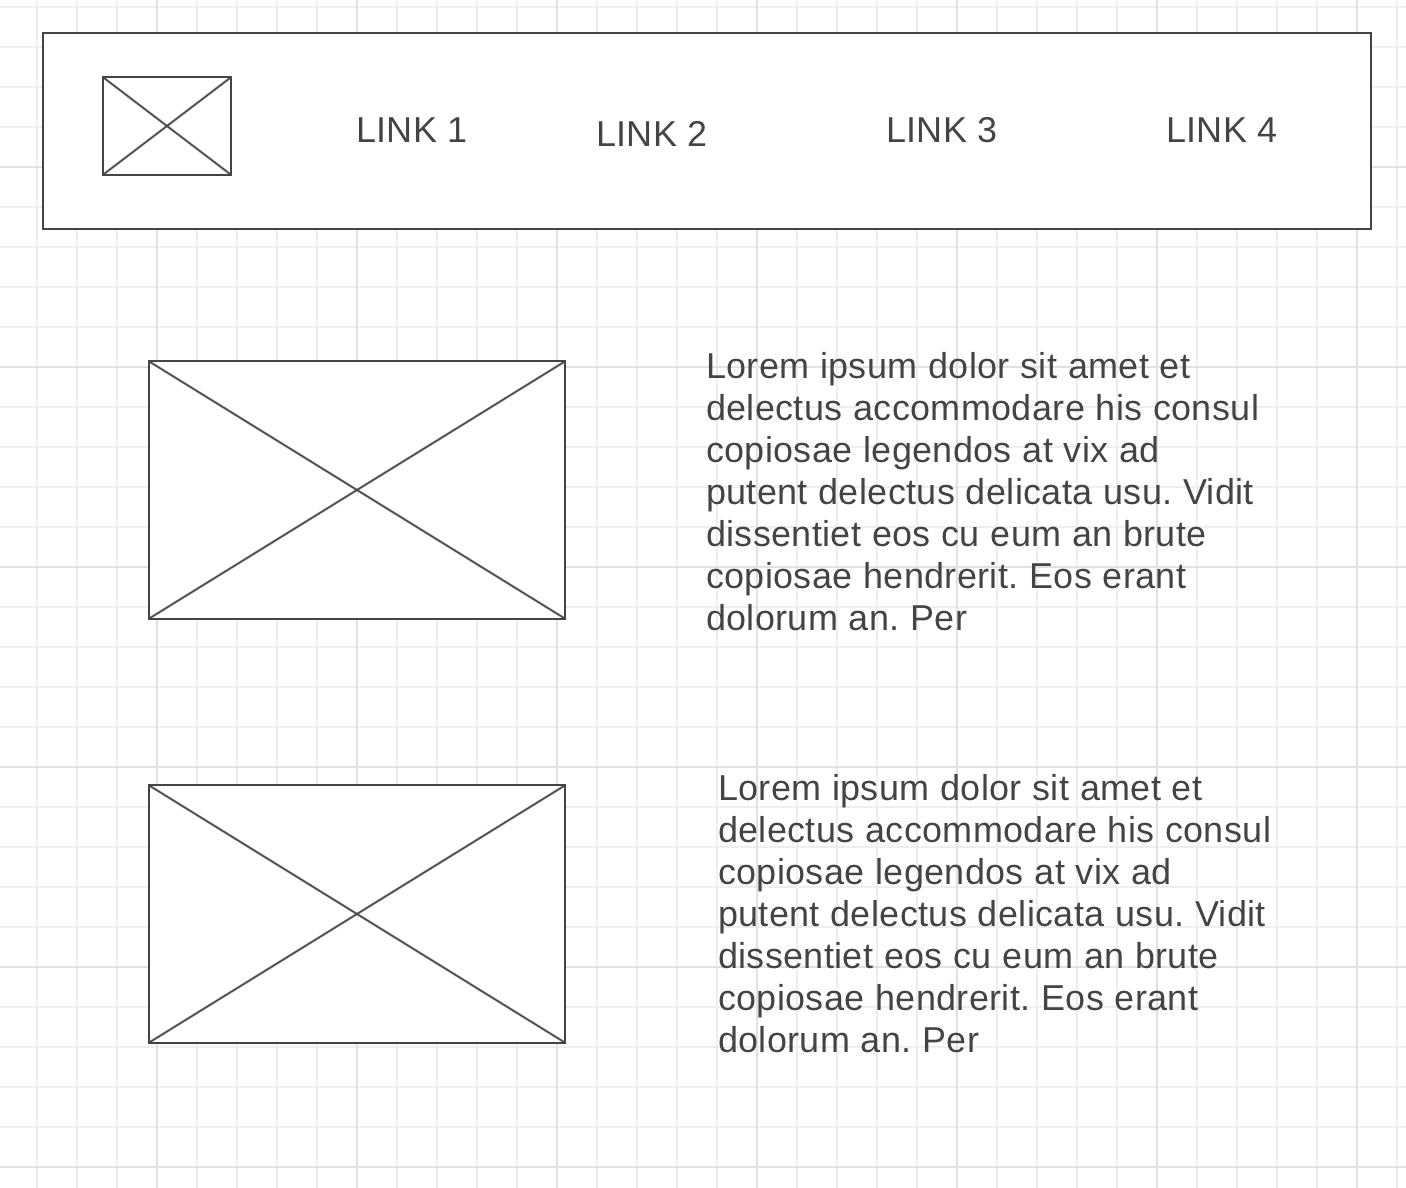 LINK 1 LINK 2 LINK 3 LINK 4
Lorem ipsum dolor sit amet et
delectus accommodare his consul
copiosae legendos at vix ad
putent delectus delicata usu. Vidit
dissentiet eos cu eum an brute
copiosae hendrerit. Eos erant
dolorum an. Per
Lorem ipsum dolor sit amet et
delectus accommodare his consul
copiosae legendos at vix ad
putent delectus delicata usu. Vidit
dissentiet eos cu eum an brute
copiosae hendrerit. Eos erant
dolorum an. Per